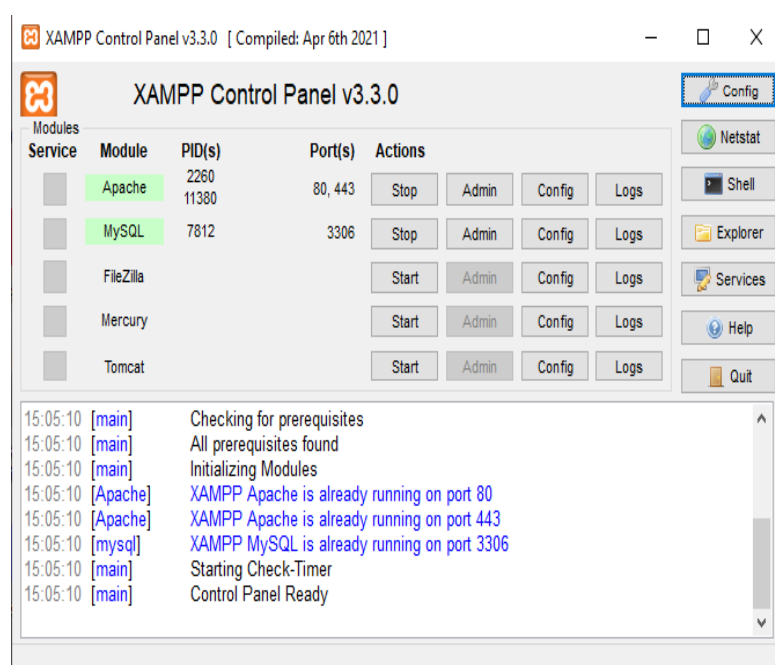 XAMPP Control Panel v3.3.0 [ Compiled: Apr 6th 2021 ]
XAMPP Control Panel v3.3.0
Config
Modules
Service Module PID(s) Port(s) Actions
Netstat
Apache 2260 11380 80, 443 Stop Admin Config Logs
Shell
MySQL 7812 3306 Stop Admin Config Logs
Explorer
FileZilla Start Admin Config Logs
Services
Mercury Start Admin Config Logs
Help
Tomcat Start Admin Config Logs
Quit
15:05:10 [main] Checking for prerequisites
15:05:10 [main] All prerequisites found
15:05:10 [main] Initializing Modules
15:05:10 [Apache] XAMPP Apache is already running on port 80
15:05:10 [Apache] XAMPP Apache is already running on port 443
15:05:10 [mysql] XAMPP MySQL is already running on port 3306
15:05:10 [main] Starting Check-Timer
15:05:10 [main] Control Panel Ready